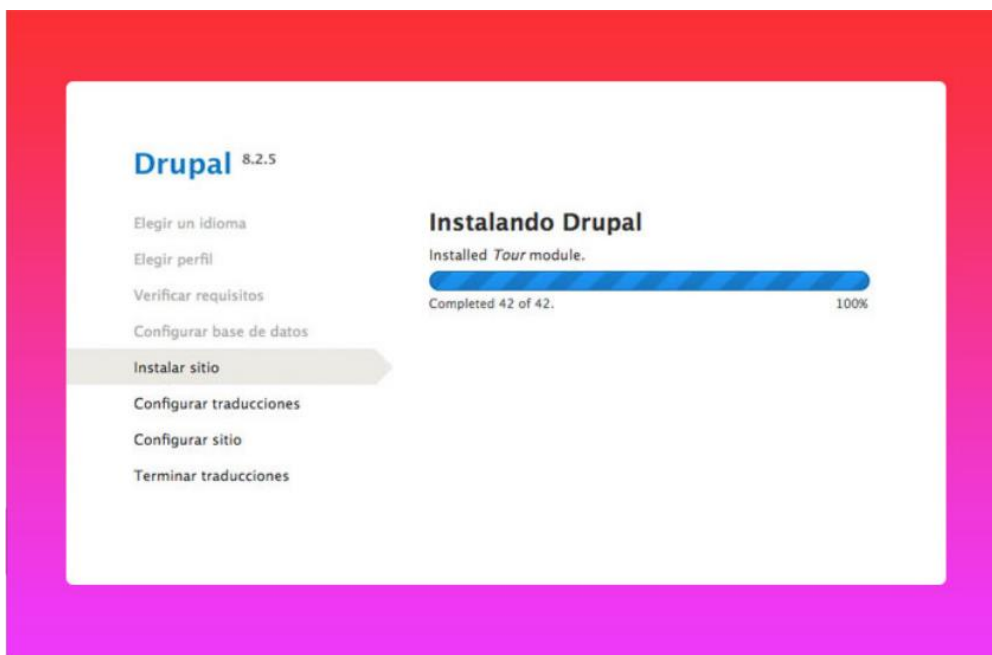 Drupal 8.2.5
Elegir un idioma
Elegir perfil
Verificar requisitos
Configurar base de datos
Instalar sitio
Configurar traducciones
Configurar sitio
Terminar traducciones
Instalando Drupal
Installed Tour module.
Completed 42 of 42. 100%